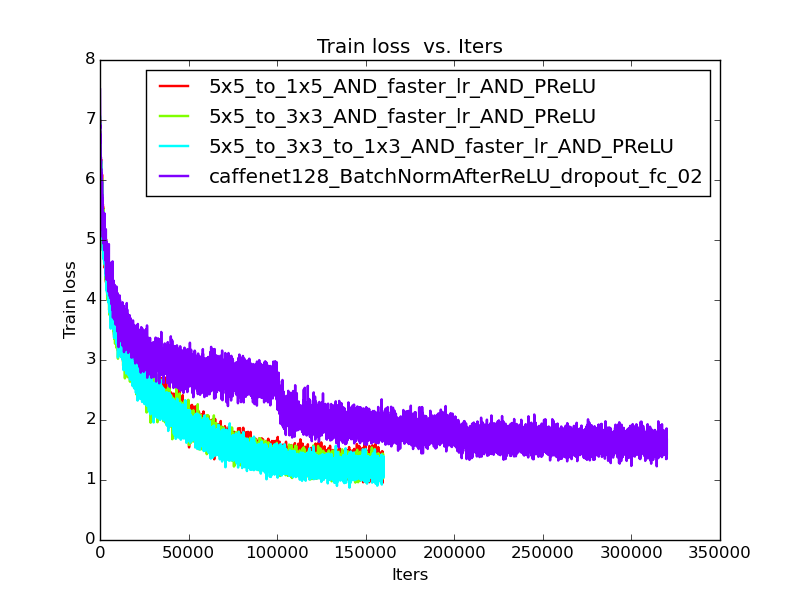 Train loss  vs. Iters
5x5_to_1x5_AND_faster_lr_AND_PReLU
5x5_to_3x3_AND_faster_lr_AND_PReLU
5x5_to_3x3_to_1x3_AND_faster_lr_AND_PReLU
caffenet128_BatchNormAfterReLU_dropout_fc_02
Train loss
8
7
6
5
4
3
2
1
0
0 50000 100000 150000 200000 250000 300000 350000
Iters